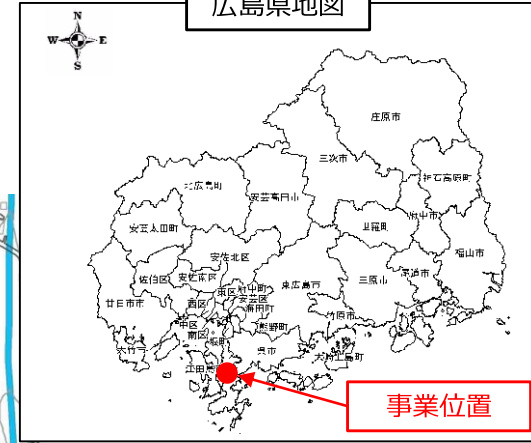 広島県地図
N
W E
S
庄原市
三次市
神石高原町
北広島町
安芸高田市
府中市
世羅町
安芸太田町
福山市
安佐北区
尾道市
佐伯区
安佐南区
東区
府中町
東広島市
三原市
安芸区
廿日市市
西区
海田町
竹原市
中区
熊野町
南区
坂町
呉市
大竹市
大崎上島町
江田島
事業位置